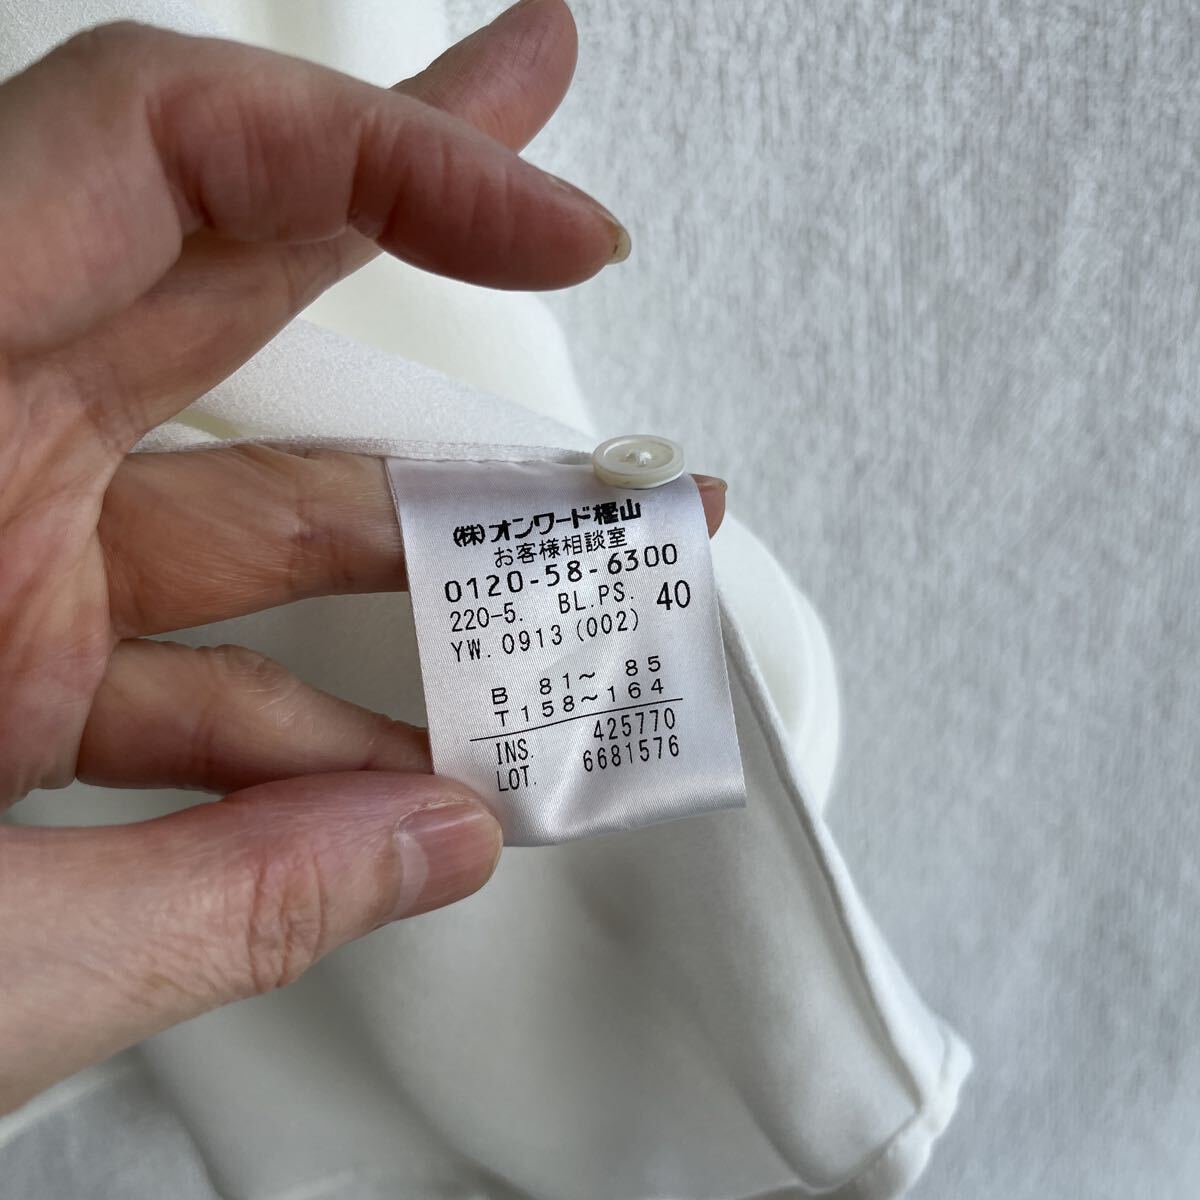 ㈱オンワード樫山
お客様相談室
0120-58-6300
220-5. BL.PS. 40
YW. 0913 (002)
B 81～ 85
T 158～164
INS. 425770
LOT. 6681576